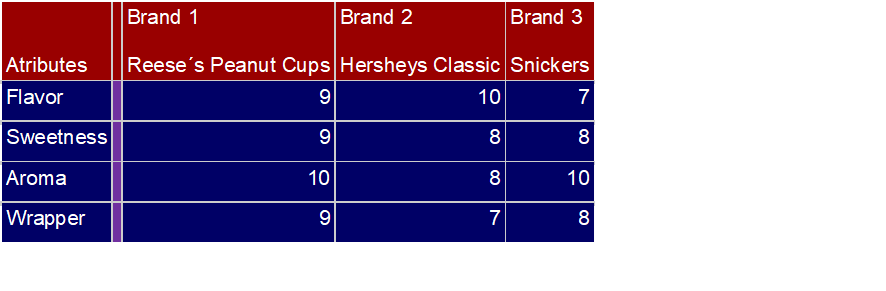 Brand 1 Brand 2 Brand 3
Atributes Reese´s Peanut Cups Hersheys Classic Snickers
Flavor 9 10 7
Sweetness 9 8 8
Aroma 10 8 10
Wrapper 9 7 8